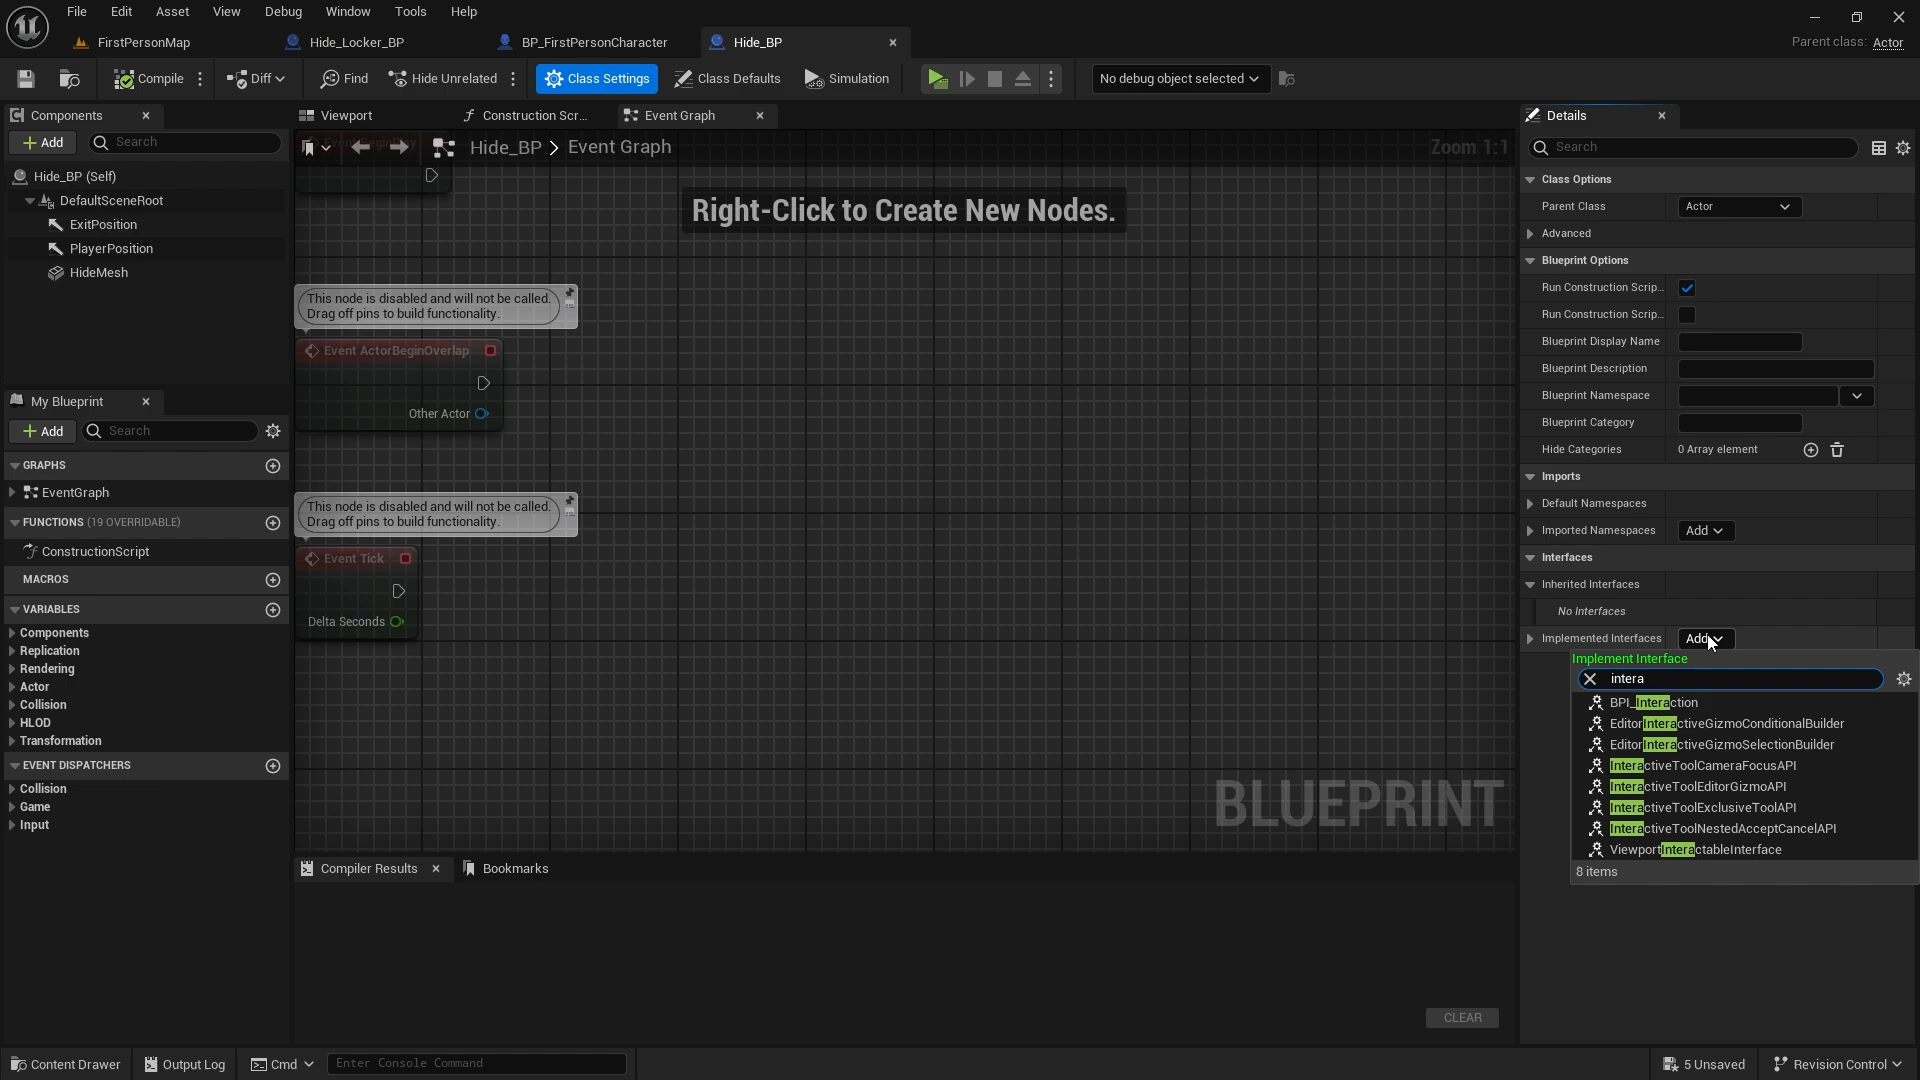 File Edit Asset View Debug Window Tools Help
FirstPersonMap Hide_Locker_BP BP_FirstPersonCharacter Hide_BP
Parent class: Actor
Compile Diff Find Hide Unrelated Class Settings Class Defaults Simulation No debug object selected
Components
Add Search
Hide_BP (Self)
DefaultSceneRoot
ExitPosition
PlayerPosition
HideMesh
My Blueprint
Add Search
GRAPHS
EventGraph
FUNCTIONS (19 OVERRIDABLE)
ConstructionScript
MACROS
VARIABLES
Components
Replication
Rendering
Actor
Collision
HLOD
Transformation
EVENT DISPATCHERS
Collision
Game
Input
Viewport Construction Scr... Event Graph
Hide_BP > Event Graph
Zoom 1:1
Right-Click to Create New Nodes.
This node is disabled and will not be called.
Drag off pins to build functionality.
Event ActorBeginOverlap
Other Actor
This node is disabled and will not be called.
Drag off pins to build functionality.
Event Tick
Delta Seconds
BLUEPRINT
Compiler Results Bookmarks
CLEAR
Details
Search
Class Options
Parent Class Actor
Advanced
Blueprint Options
Run Construction Scrip...
Run Construction Scrip...
Blueprint Display Name
Blueprint Description
Blueprint Namespace
Blueprint Category
Hide Categories 0 Array element
Imports
Default Namespaces
Imported Namespaces Add
Interfaces
Inherited Interfaces
No Interfaces
Implemented Interfaces Add
Implement Interface
intera
BPI_Interaction
EditorInteractiveGizmoConditionalBuilder
EditorInteractiveGizmoSelectionBuilder
InteractiveToolCameraFocusAPI
InteractiveToolEditorGizmoAPI
InteractiveToolExclusiveToolAPI
InteractiveToolNestedAcceptCancelAPI
ViewportInteractableInterface
8 items
Content Drawer Output Log Cmd Enter Console Command 5 Unsaved Revision Control